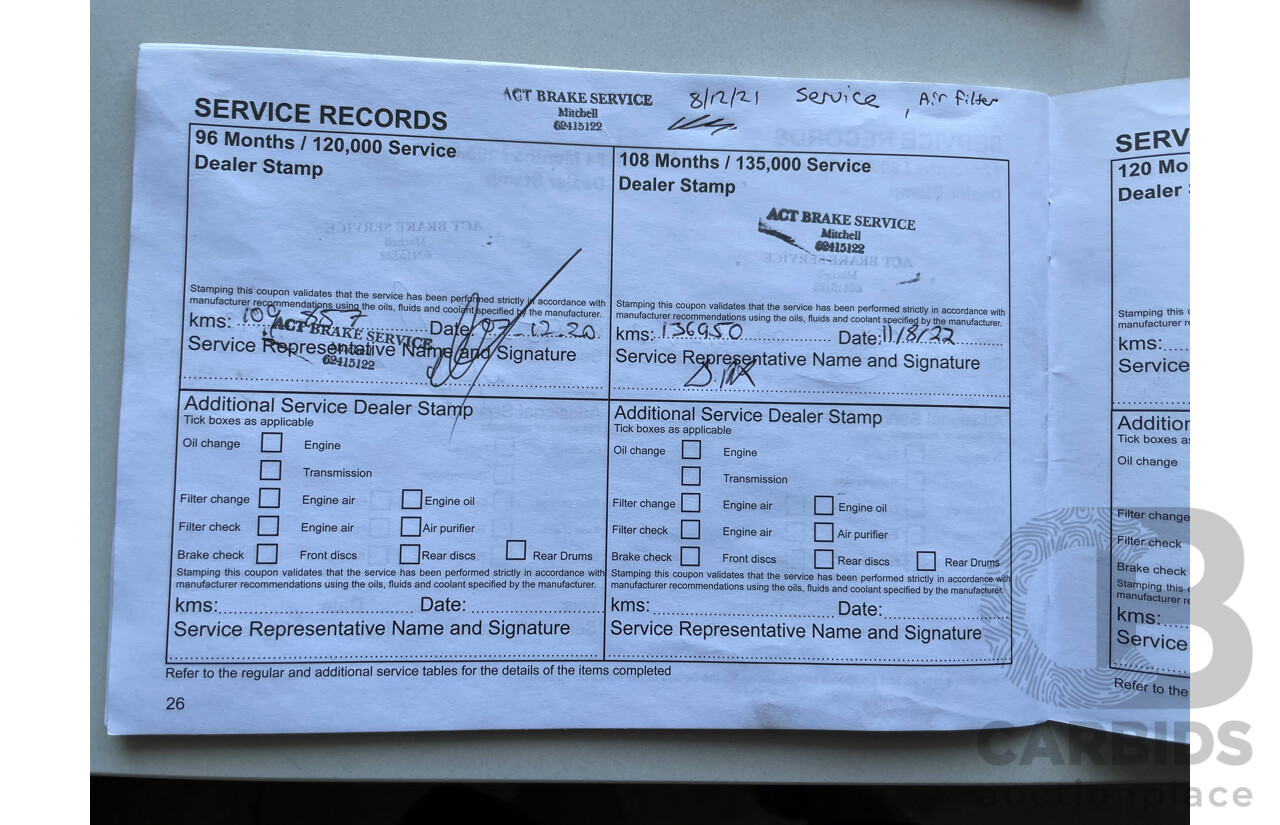 ACT BRAKE SERVICE
Mitchell
62415122
8/12/21 Service, Air Filter
SERVICE RECORDS
96 Months / 120,000 Service
Dealer Stamp
Stamping this coupon validates that the service has been performed strictly in accordance with
manufacturer recommendations using the oils, fluids and coolant specified by the manufacturer.
kms: Date: 07-12-20
ACT BRAKE SERVICE
Mitchell
62415122
Service Representative Name and Signature
Additional Service Dealer Stamp
Tick boxes as applicable
Oil change Engine
Transmission
Filter change Engine air Engine oil
Filter check Engine air Air purifier
Brake check Front discs Rear discs Rear Drums
Stamping this coupon validates that the service has been performed strictly in accordance with
manufacturer recommendations using the oils, fluids and coolant specified by the manufacturer.
kms: Date:
Service Representative Name and Signature
108 Months / 135,000 Service
Dealer Stamp
ACT BRAKE SERVICE
Mitchell
62415122
Stamping this coupon validates that the service has been performed strictly in accordance with
manufacturer recommendations using the oils, fluids and coolant specified by the manufacturer.
kms: 136950 Date: 11/8/22
Service Representative Name and Signature
Additional Service Dealer Stamp
Tick boxes as applicable
Oil change Engine
Transmission
Filter change Engine air Engine oil
Filter check Engine air Air purifier
Brake check Front discs Rear discs Rear Drums
Stamping this coupon validates that the service has been performed strictly in accordance with
manufacturer recommendations using the oils, fluids and coolant specified by the manufacturer.
kms: Date:
Service Representative Name and Signature
Refer to the regular and additional service tables for the details of the items completed
26
SERV
120 Mo
Dealer
Stamping this
manufacturer r
kms:
Service
Addition
Tick boxes as
Oil change
Filter change
Filter check
Brake check
Stamping this
manufacturer re
kms:
Service
Refer to the
CB
CARBIDS
auctionplace